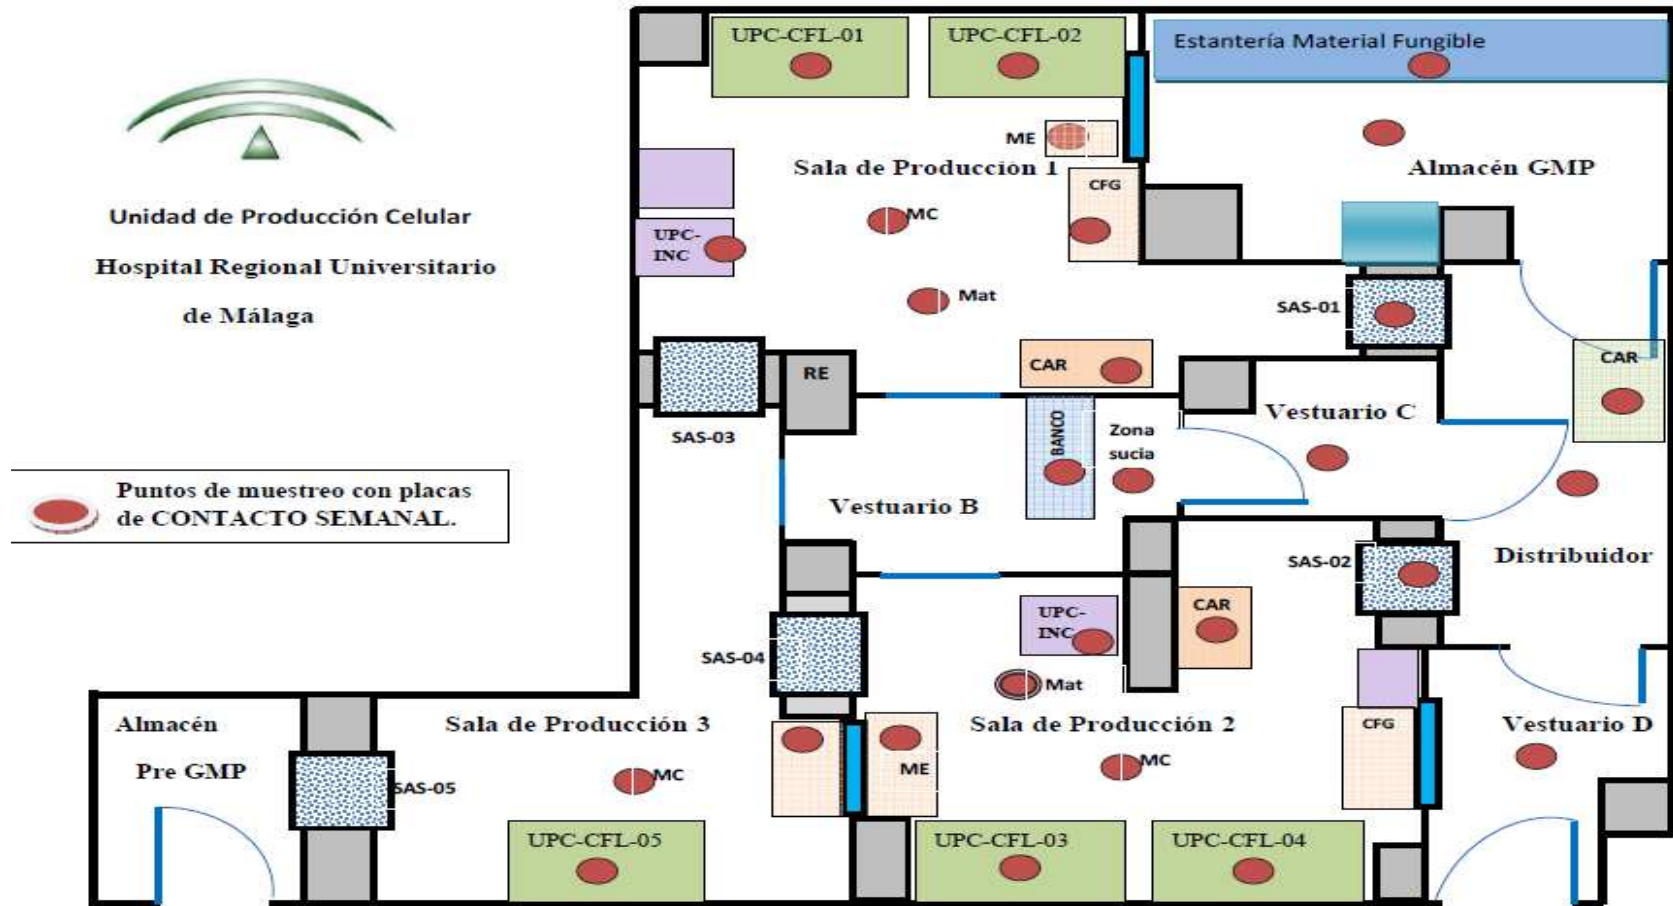 UPC-CFL-01
UPC-CFL-02
Estantería Material Fungible
ME
Sala de Producción 1
Almacén GMP
CFG
Unidad de Producción Celular
Hospital Regional Universitario
de Málaga
MC
UPC-
INC
Mat
SAS-01
CAR
CAR
RE
SAS-03
BANCO
Zona
sucia
Vestuario C
Puntos de muestreo con placas
de CONTACTO SEMANAL.
Vestuario B
SAS-02
Distribuidor
UPC-
INC
CAR
SAS-04
Mat
Almacén
Pre GMP
Sala de Producción 3
Sala de Producción 2
CFG
Vestuario D
MC
ME
MC
SAS-05
UPC-CFL-05
UPC-CFL-03
UPC-CFL-04